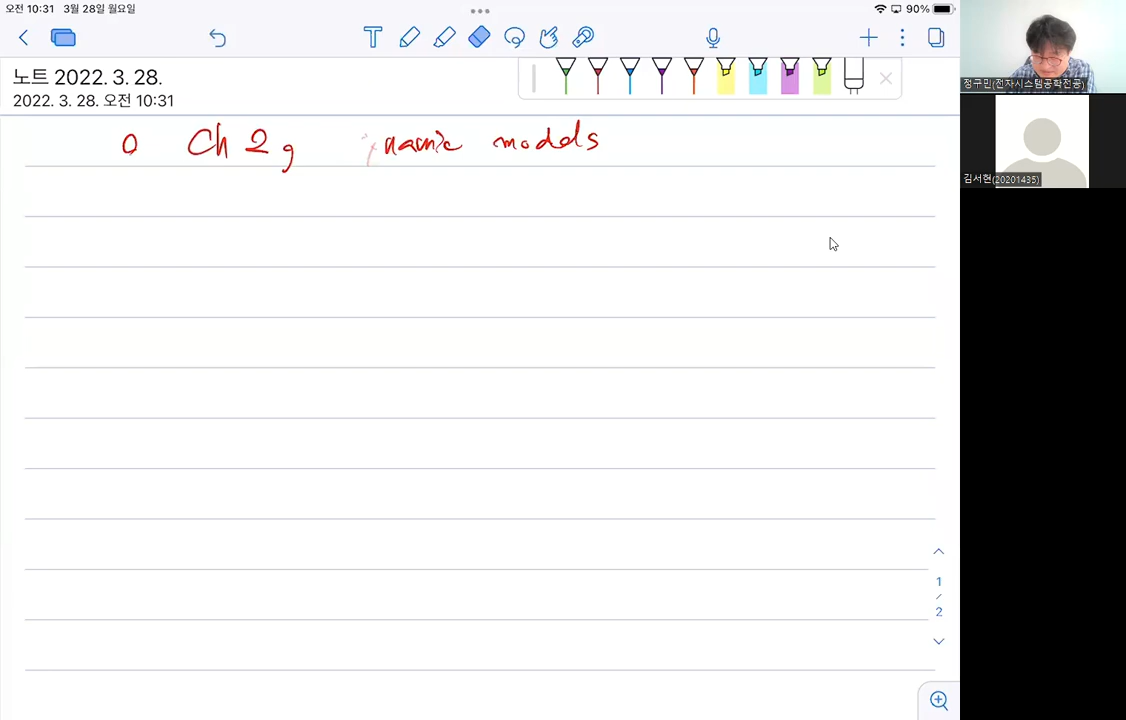 오전 10:31 3월 28일 월요일
90%
노트 2022. 3. 28.
2022. 3. 28. 오전 10:31
Ch 2 namic models
1
/
2
정구민(전자시스템공학전공)
김서현(20201435)